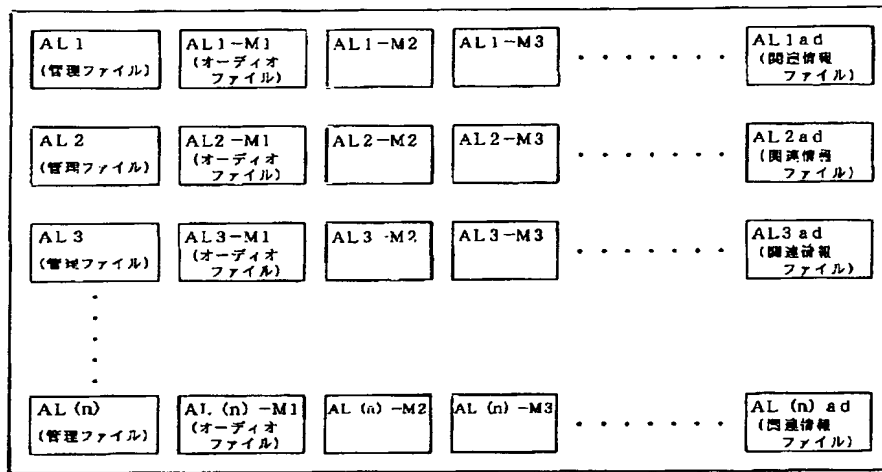 AL1
(管理ファイル)
AL1-M1
(オーディオ
ファイル)
AL1-M2
AL1-M3
AL1ad
(関連情報
ファイル)
AL2
(管理ファイル)
AL2-M1
(オーディオ
ファイル)
AL2-M2
AL2-M3
AL2ad
(関連情報
ファイル)
AL3
(管理ファイル)
AL3-M1
(オーディオ
ファイル)
AL3-M2
AL3-M3
AL3ad
(関連情報
ファイル)
AL(n)
(管理ファイル)
AL(n)-M1
(オーディオ
ファイル)
AL(n)-M2
AL(n)-M3
AL(n)ad
(関連情報
ファイル)